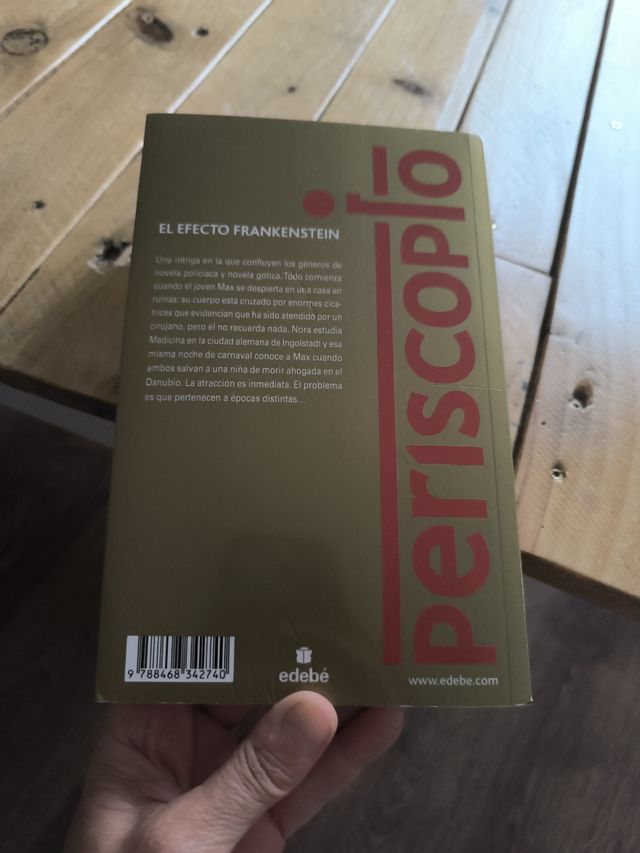 EL EFECTO FRANKENSTEIN
Una intriga en la que confluyen los géneros de
novela policiaca y novela gótica. Todo comienza
cuando el joven Max se despierta en una casa en
ruinas: su cuerpo está cruzado por enormes cica-
trices que evidencian que ha sido atendido por un
cirujano, pero él no recuerda nada. Nora estudia
Medicina en la ciudad alemana de Ingolstadt y esa
misma noche de carnaval conoce a Max cuando
ambos salvan a una niña de morir ahogada en el
Danubio. La atracción es inmediata. El problema
es que pertenecen a épocas distintas...
periscopio
9 788468 342740
edebé
www.edebe.com